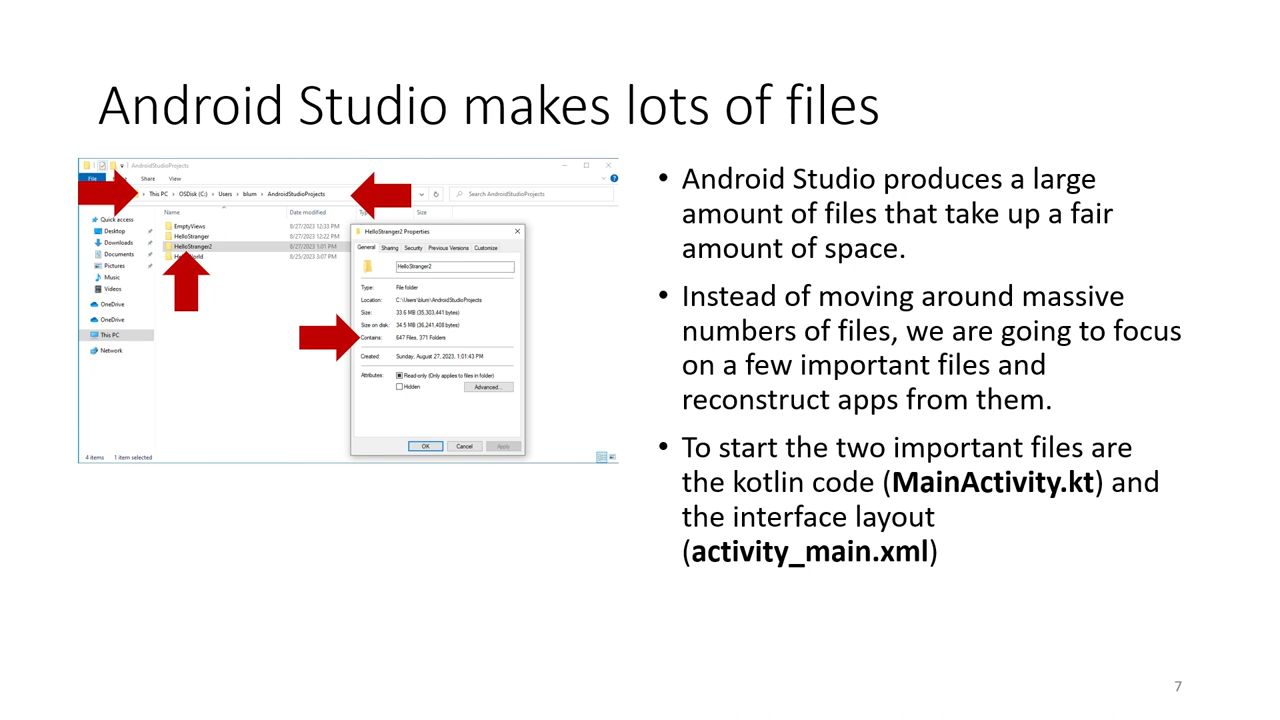 Android Studio makes lots of files
AndroidStudioProjects
File Share View
This PC > OSDisk (C:) > Users > blum > AndroidStudioProjects
Search AndroidStudioProjects
Name Date modified Size
Quick access
Desktop
Downloads
Documents
Pictures
Music
Videos
OneDrive
OneDrive
This PC
Network
EmptyViews 8/27/2023 12:33 PM
HelloStranger 8/27/2023 12:22 PM
HelloStranger2 8/27/2023 1:01 PM
8/25/2023 3:07 PM
4 items 1 item selected
HelloStranger2 Properties
General Sharing Security Previous Versions Customize
HelloStranger2
Type: File folder
Location: C:\Users\blum\AndroidStudioProjects
Size: 33.6 MB (35,303,441 bytes)
Size on disk: 34.5 MB (36,241,408 bytes)
Contains: 647 Files, 371 Folders
Created: Sunday, August 27, 2023, 1:01:43 PM
Attributes: Read-only (Only applies to files in folder)
Hidden Advanced...
OK Cancel Apply
• Android Studio produces a large
amount of files that take up a fair
amount of space.
• Instead of moving around massive
numbers of files, we are going to focus
on a few important files and
reconstruct apps from them.
• To start the two important files are
the kotlin code (MainActivity.kt) and
the interface layout
(activity_main.xml)
7